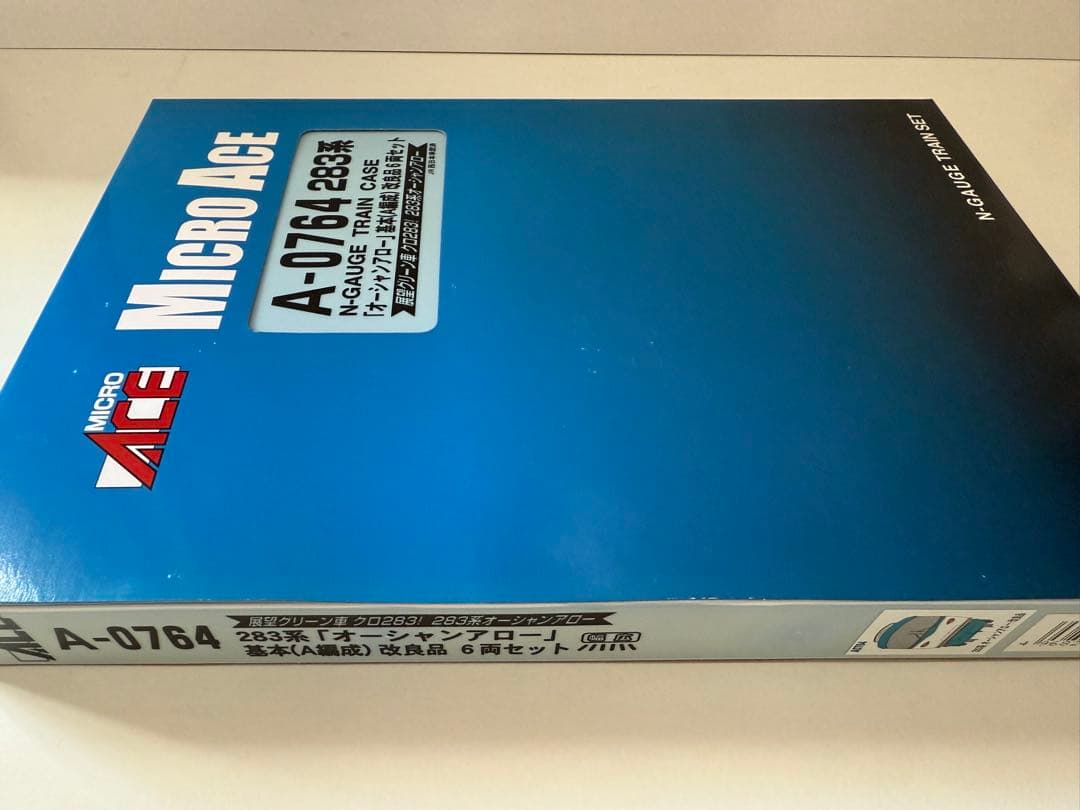 MICRO ACE
MICRO
ACE
A-0764 283系
N-GAUGE TRAIN CASE
「オーシャンアロー」基本(A編成) 改良品 6両セット
展望グリーン車 クロ283! 283系オーシャンアロー
N-GAUGE TRAIN SET
A-0764
展望グリーン車 クロ283! 283系オーシャンアロー
283系「オーシャンアロー」
基本(A編成) 改良品 6両セット